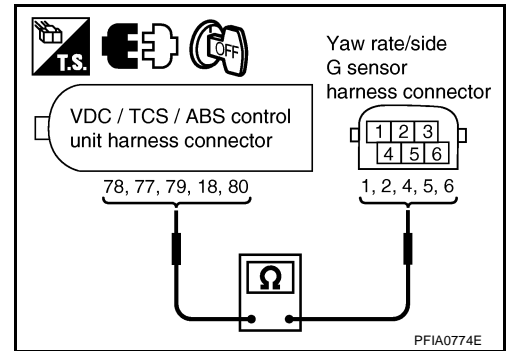 T.S.
OFF
Yaw rate/side
G sensor
harness connector
VDC / TCS / ABS control
unit harness connector
1 2 3
4 5 6
78, 77, 79, 18, 80
1, 2, 4, 5, 6
Ω
PFIA0774E